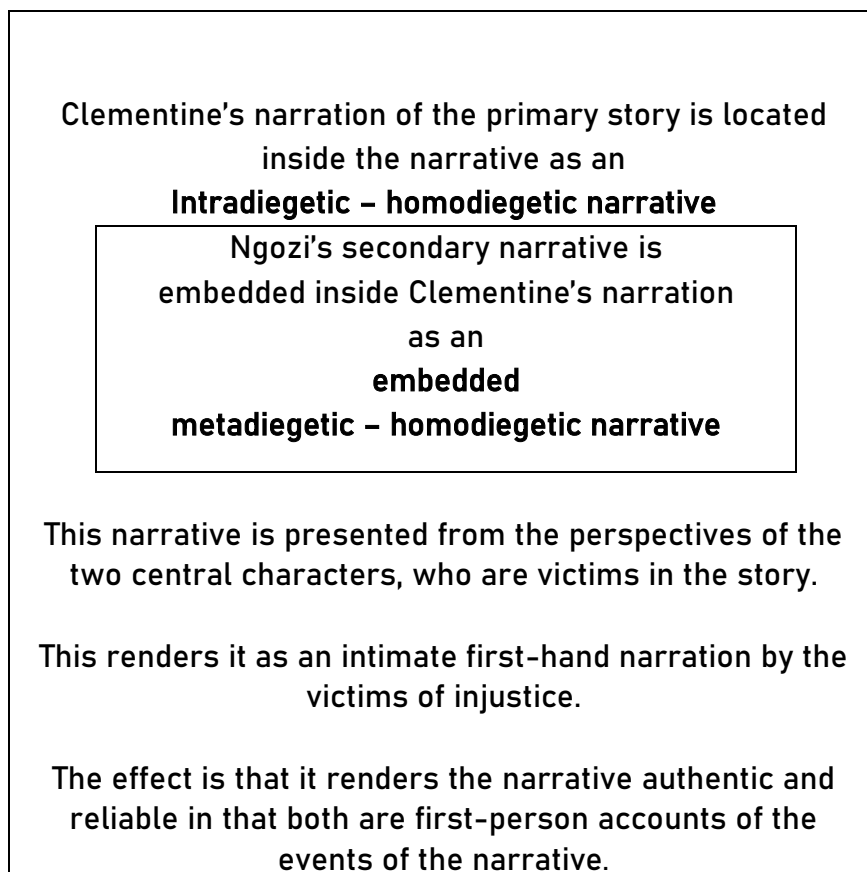 Clementine’s narration of the primary story is located
inside the narrative as an
Intradiegetic – homodiegetic narrative
Ngozi’s secondary narrative is
embedded inside Clementine’s narration
as an
embedded
metadiegetic – homodiegetic narrative
This narrative is presented from the perspectives of the
two central characters, who are victims in the story.
This renders it as an intimate first-hand narration by the
victims of injustice.
The effect is that it renders the narrative authentic and
reliable in that both are first-person accounts of the
events of the narrative.